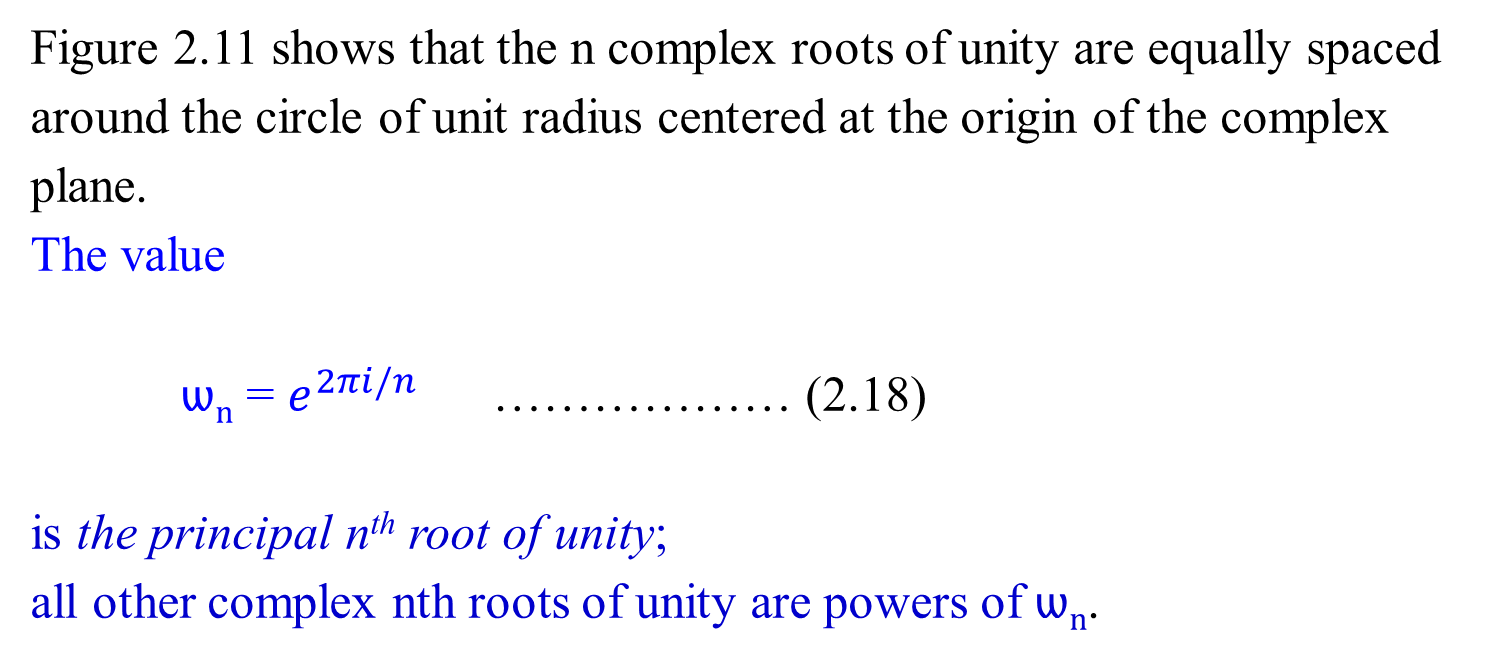 Figure 2.11 shows that the n complex roots of unity are equally spaced
around the circle of unit radius centered at the origin of the complex
plane.
The value
ωₙ = e^{2πi/n} ……………… (2.18)
is the principal nᵗʰ root of unity;
all other complex nth roots of unity are powers of ωₙ.